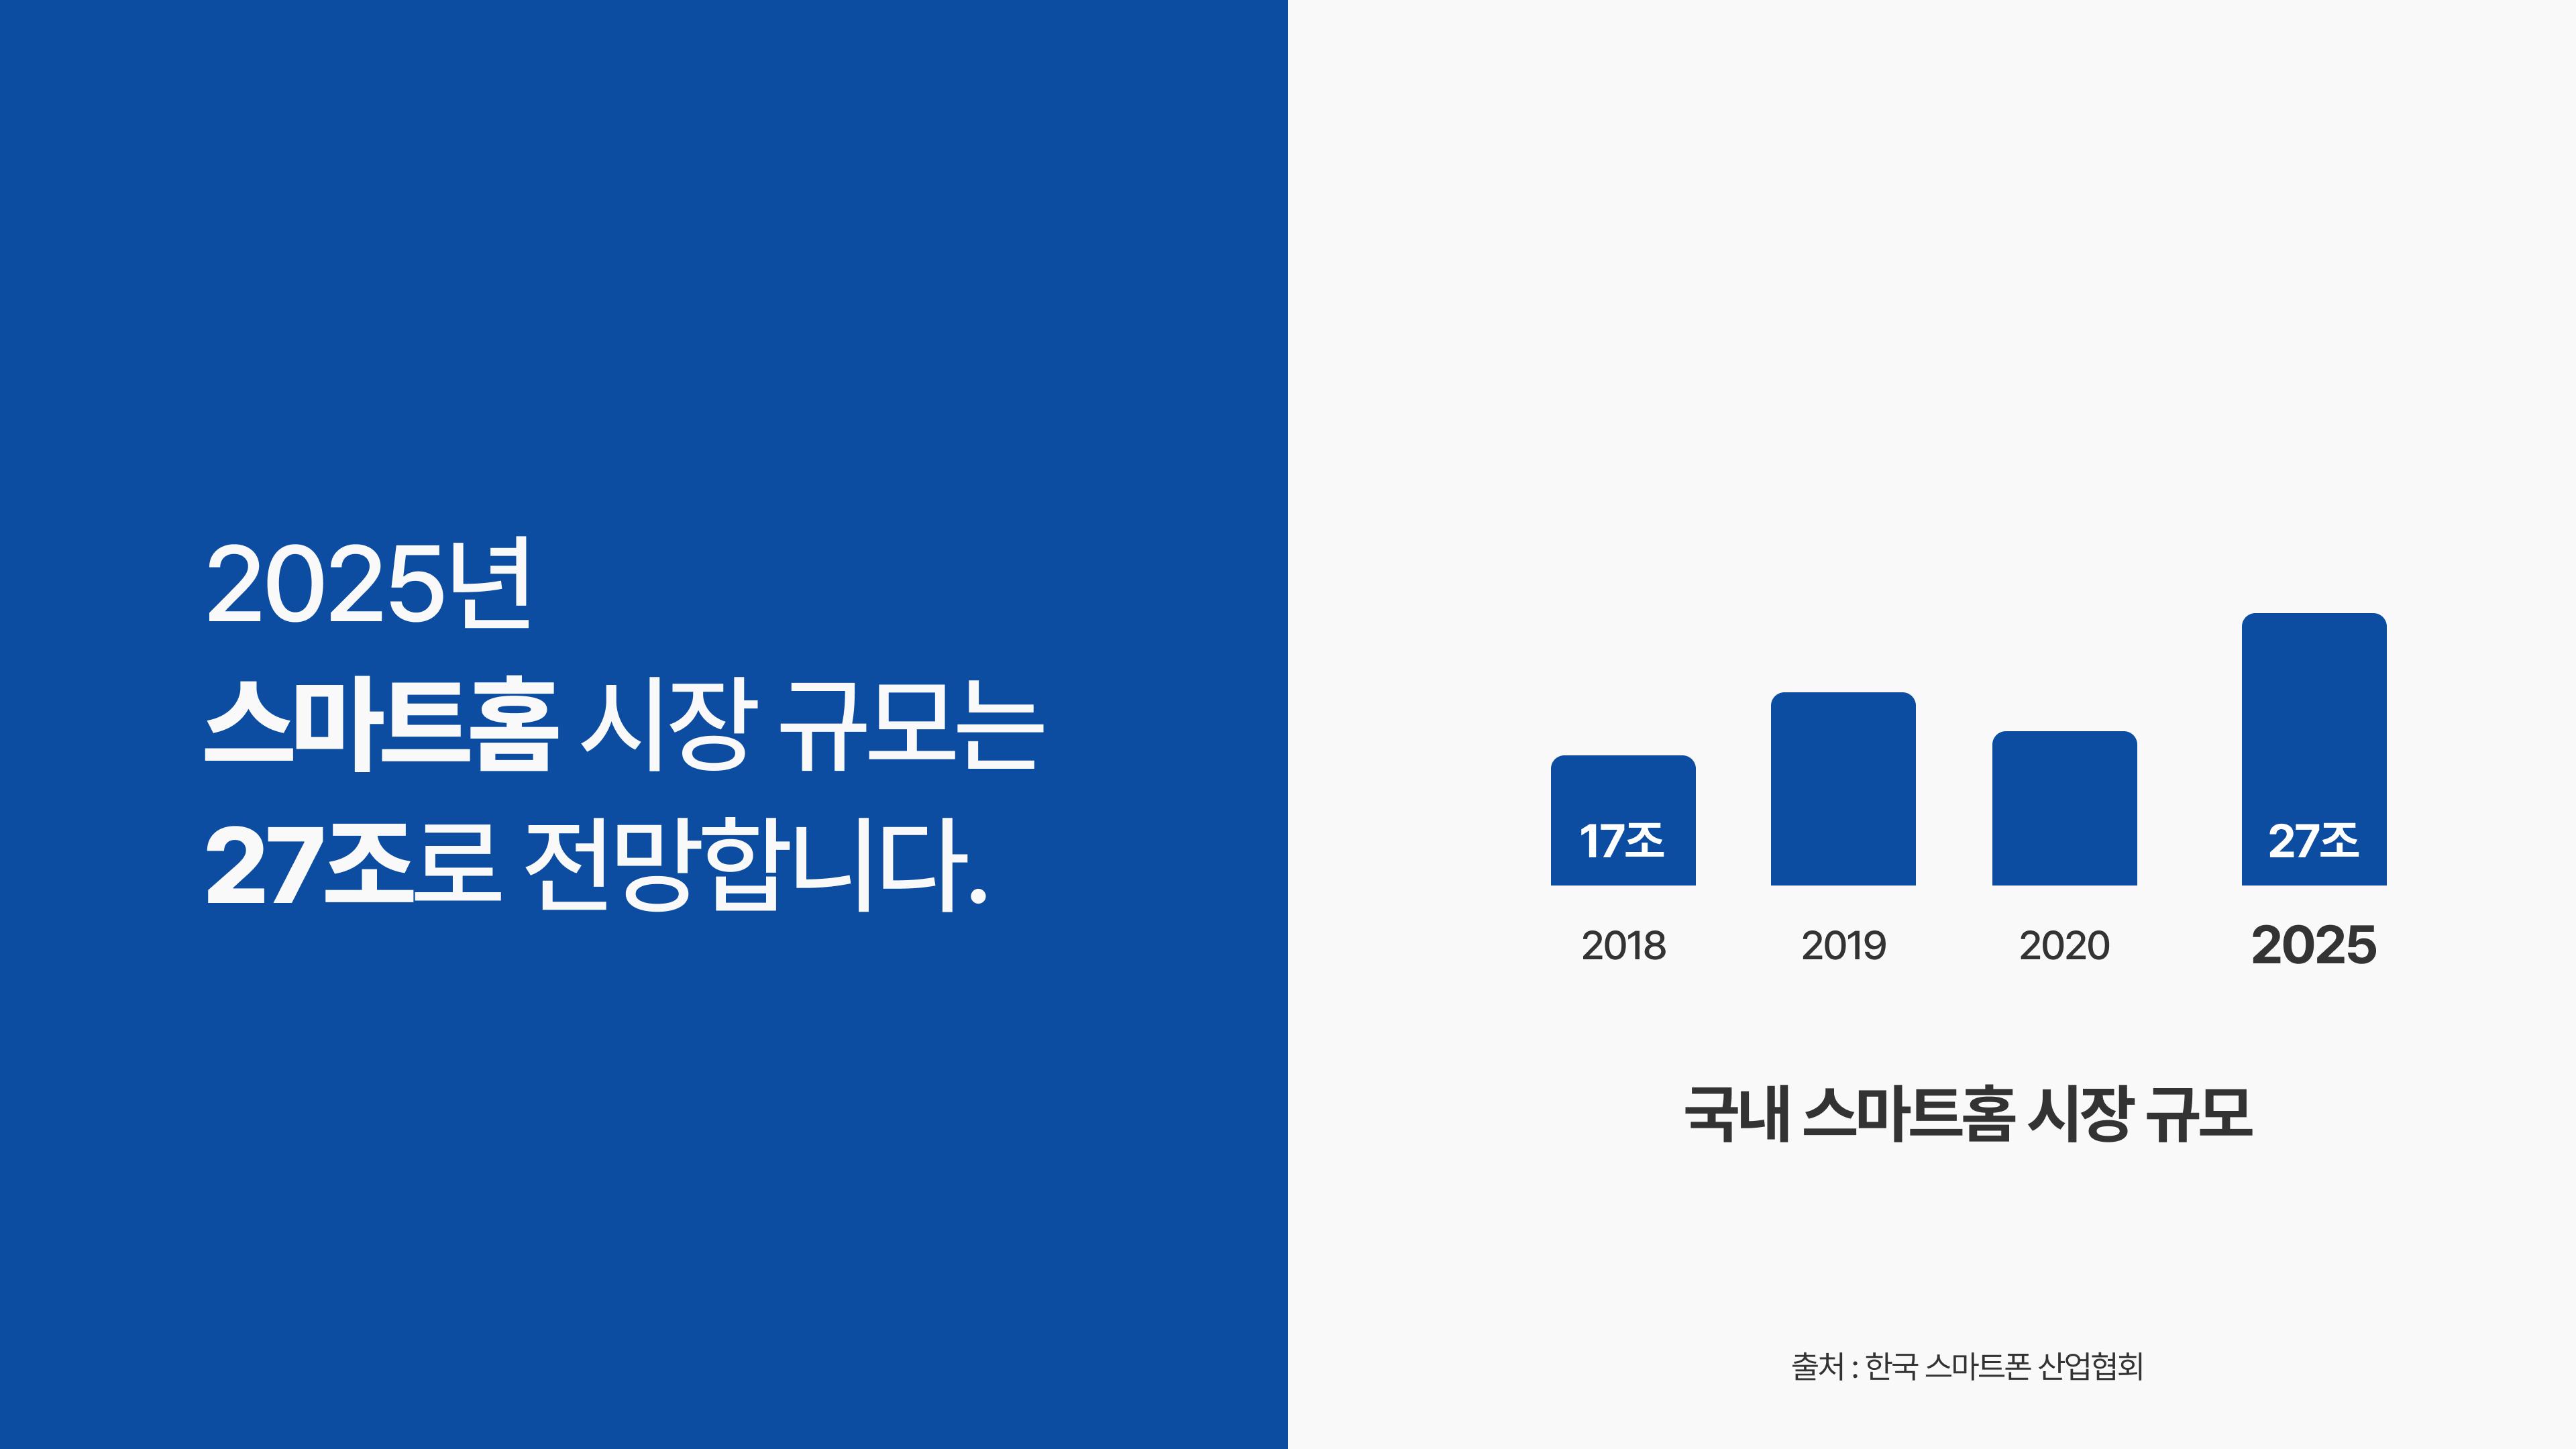 2025년
스마트홈 시장 규모는
27조로 전망합니다.
17조
27조
2018
2019
2020
2025
국내 스마트홈 시장 규모
출처 : 한국 스마트폰 산업협회